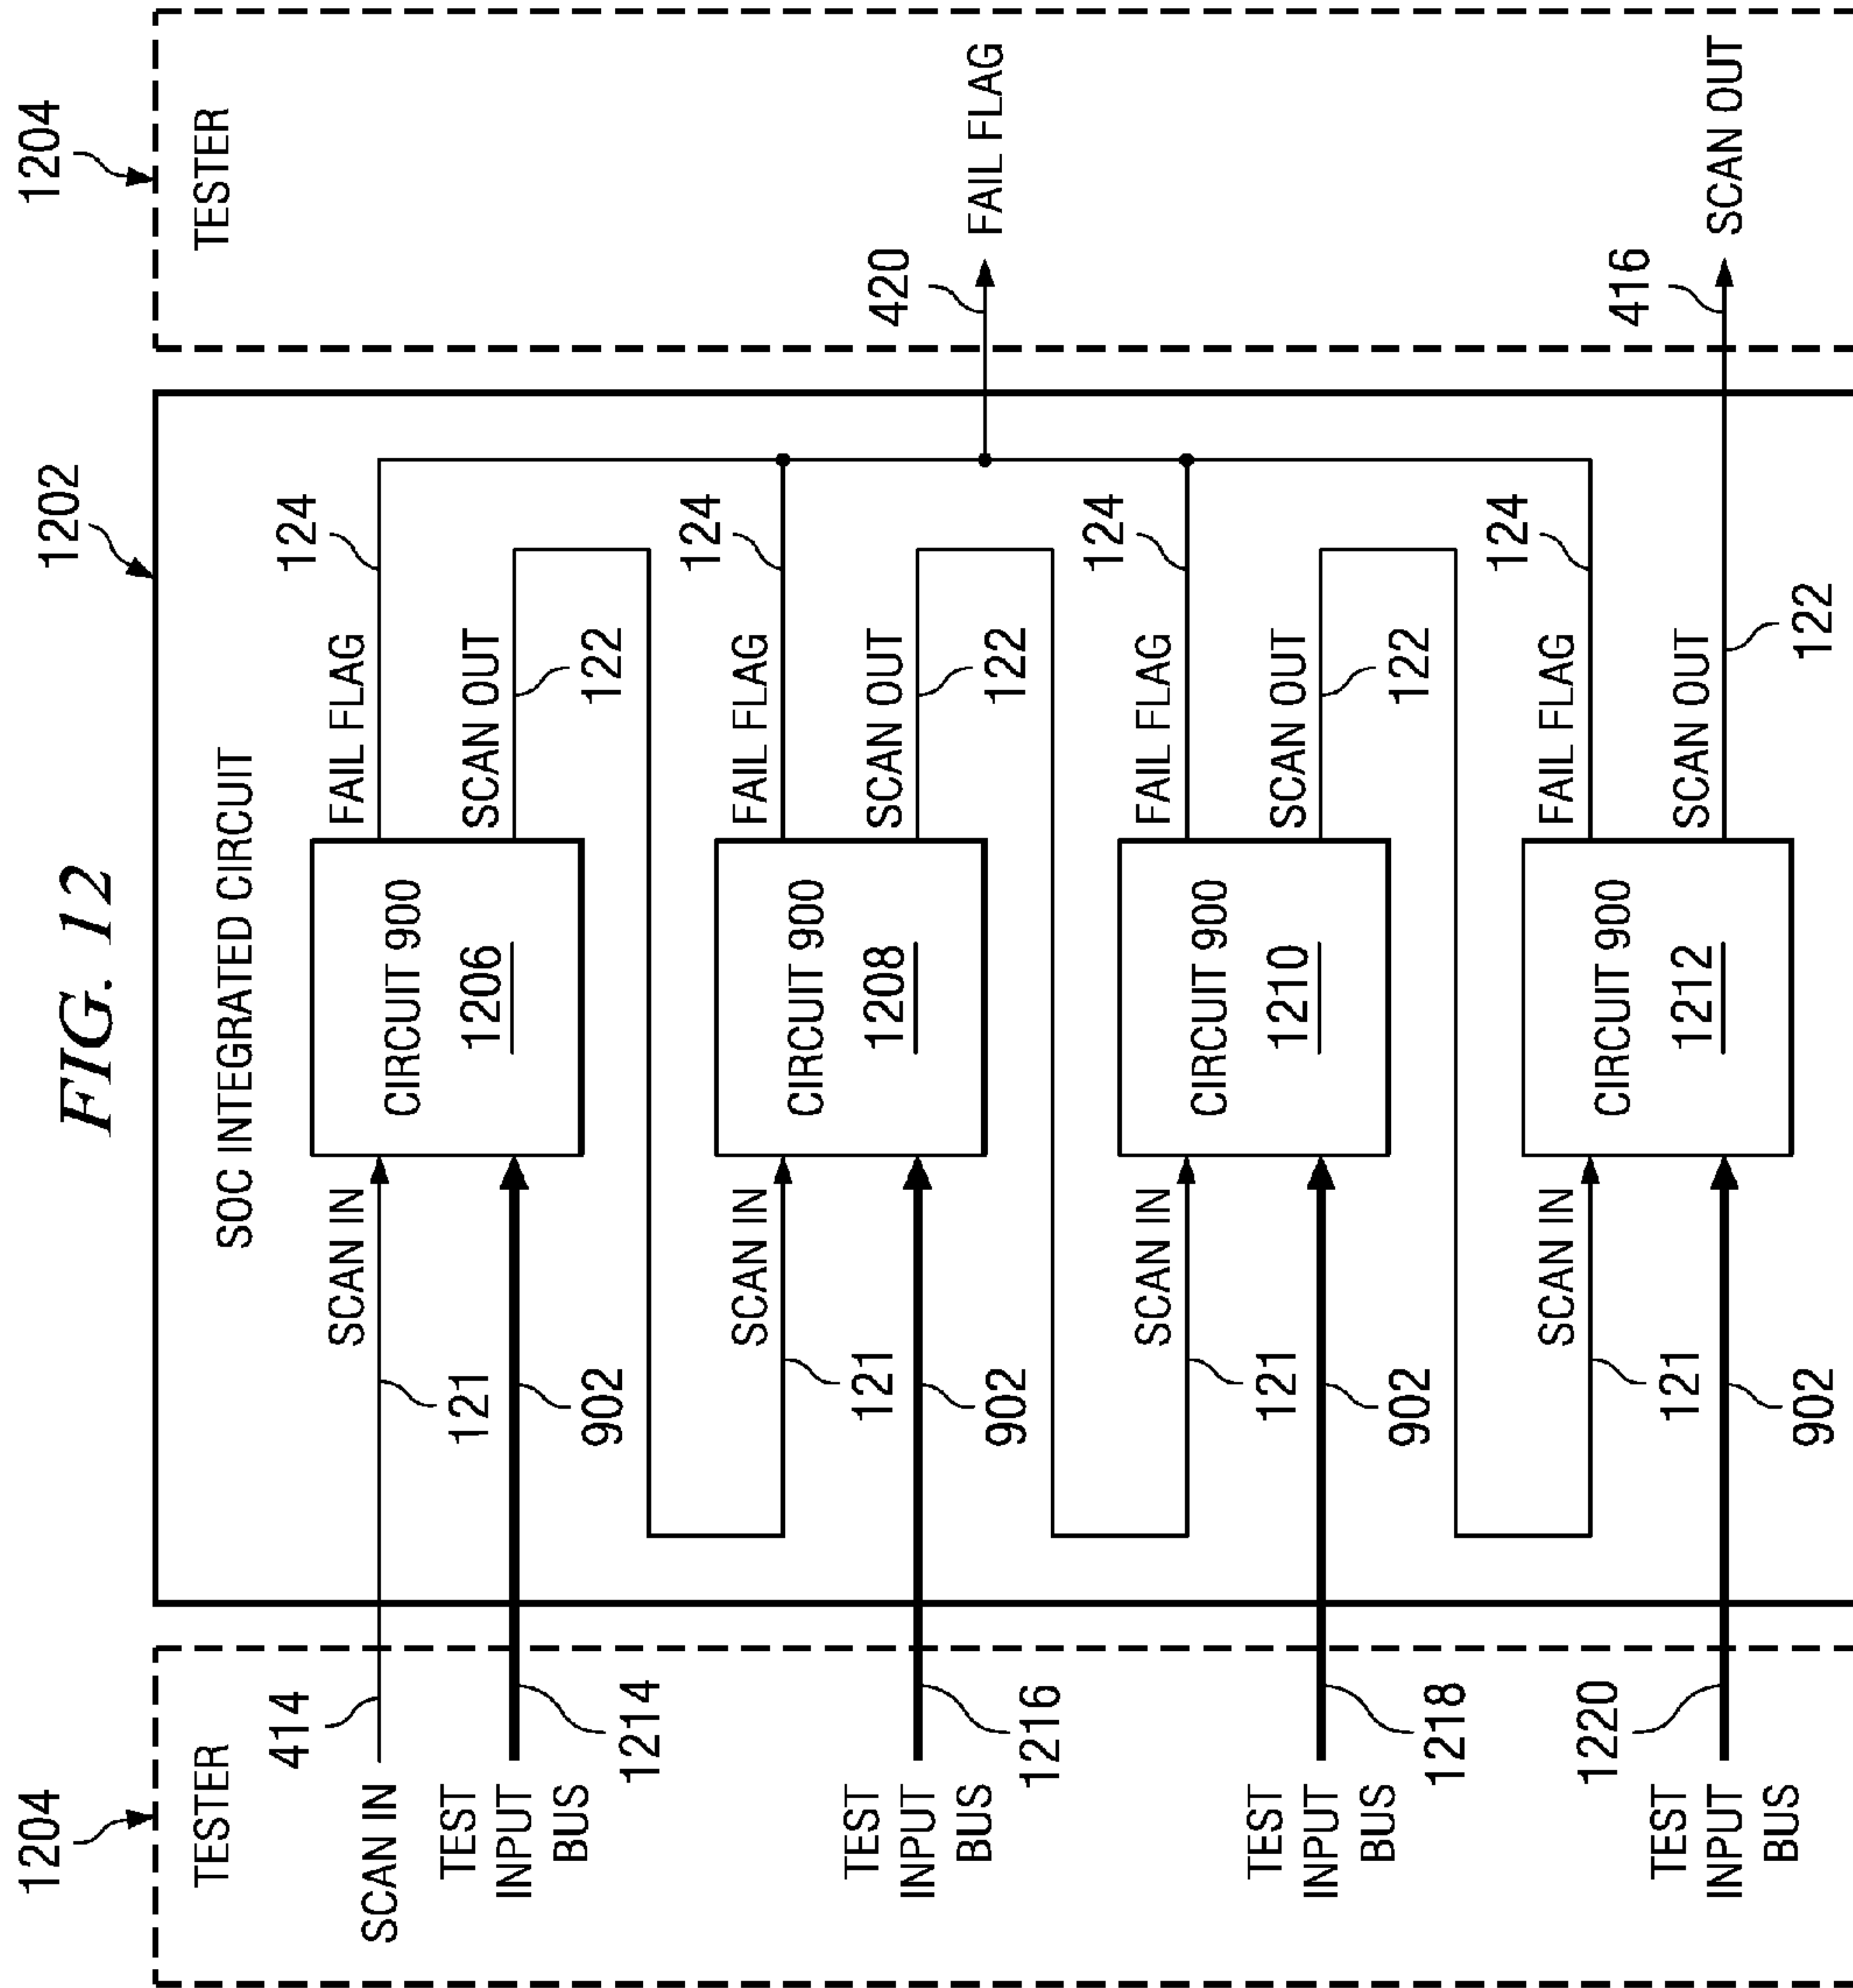 FIG. 12
1204
1202
1204
TESTER
SOC INTEGRATED CIRCUIT
TESTER
414
SCAN IN
121
SCAN IN
CIRCUIT 900
1206
FAIL FLAG
124
TEST
INPUT
BUS
1214
902
SCAN OUT
122
121
SCAN IN
CIRCUIT 900
1208
FAIL FLAG
124
TEST
INPUT
BUS
1216
902
SCAN OUT
122
420
FAIL FLAG
121
SCAN IN
CIRCUIT 900
1210
FAIL FLAG
124
TEST
INPUT
BUS
1218
902
SCAN OUT
122
121
SCAN IN
CIRCUIT 900
1212
FAIL FLAG
124
TEST
INPUT
BUS
1220
902
SCAN OUT
122
416
SCAN OUT